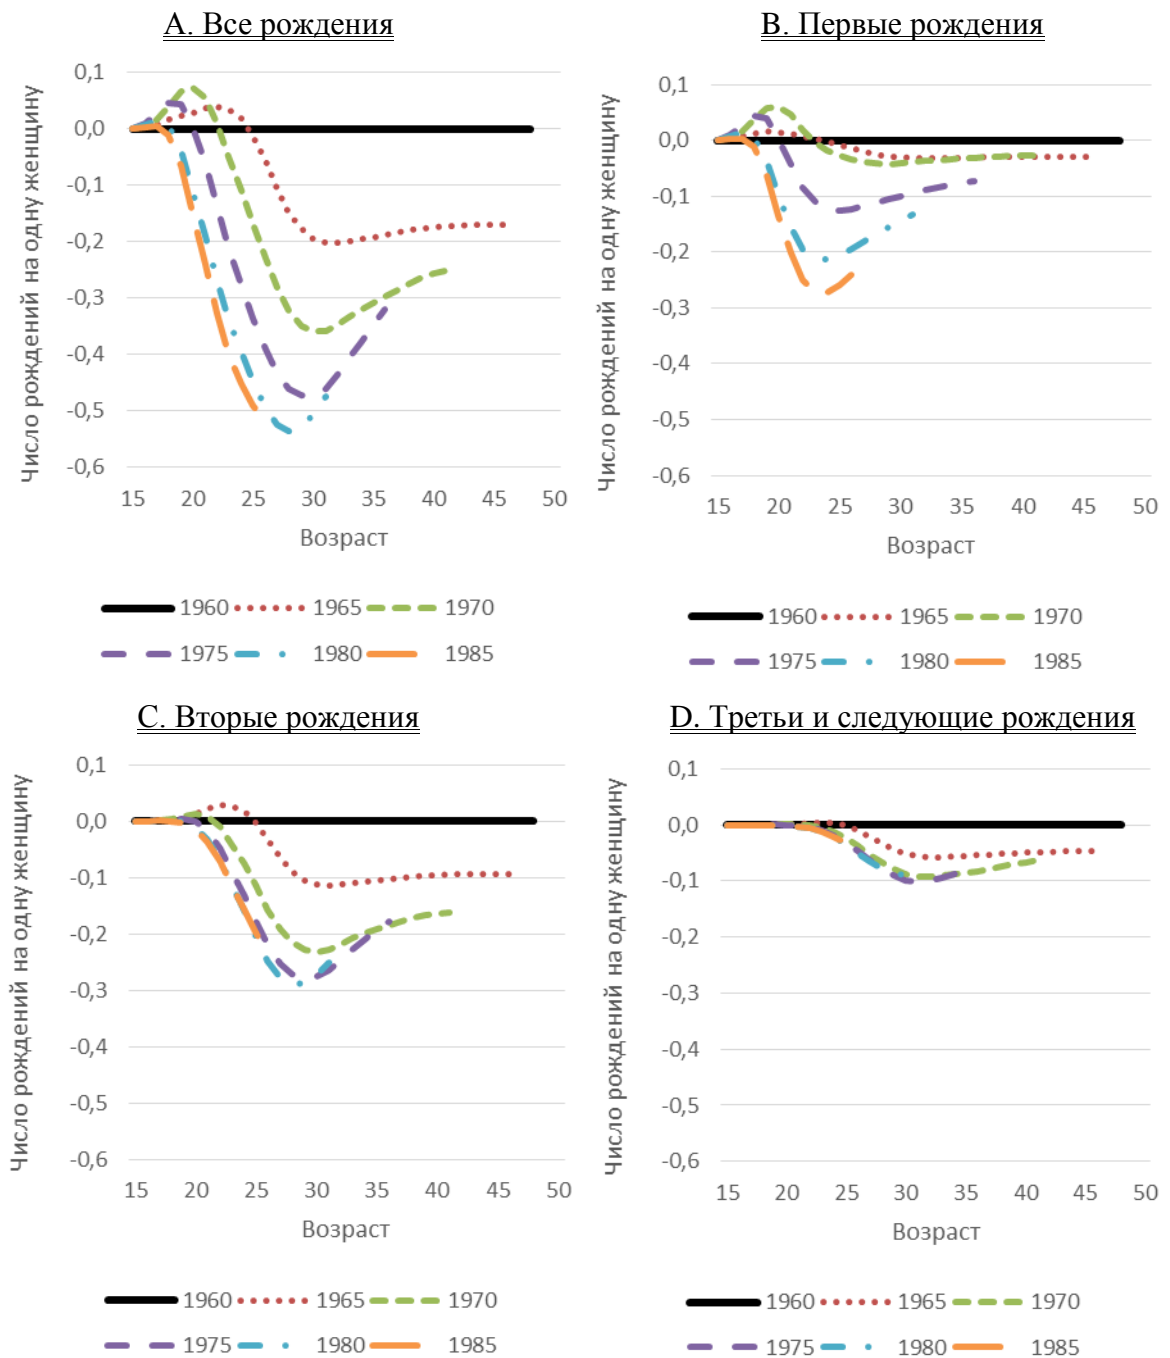 A. Все рождения
Число рождений на одну женщину
0,1
0,0
-0,1
-0,2
-0,3
-0,4
-0,5
-0,6
15 20 25 30 35 40 45 50
Возраст
1960 1965 1970
1975 1980 1985
B. Первые рождения
Число рождений на одну женщину
0,1
0,0
-0,1
-0,2
-0,3
-0,4
-0,5
-0,6
15 20 25 30 35 40 45 50
Возраст
1960 1965 1970
1975 1980 1985
C. Вторые рождения
Число рождений на одну женщину
0,1
0,0
-0,1
-0,2
-0,3
-0,4
-0,5
-0,6
15 20 25 30 35 40 45 50
Возраст
1960 1965 1970
1975 1980 1985
D. Третьи и следующие рождения
Число рождений на одну женщину
0,1
0,0
-0,1
-0,2
-0,3
-0,4
-0,5
-0,6
15 20 25 30 35 40 45 50
Возраст
1960 1965 1970
1975 1980 1985